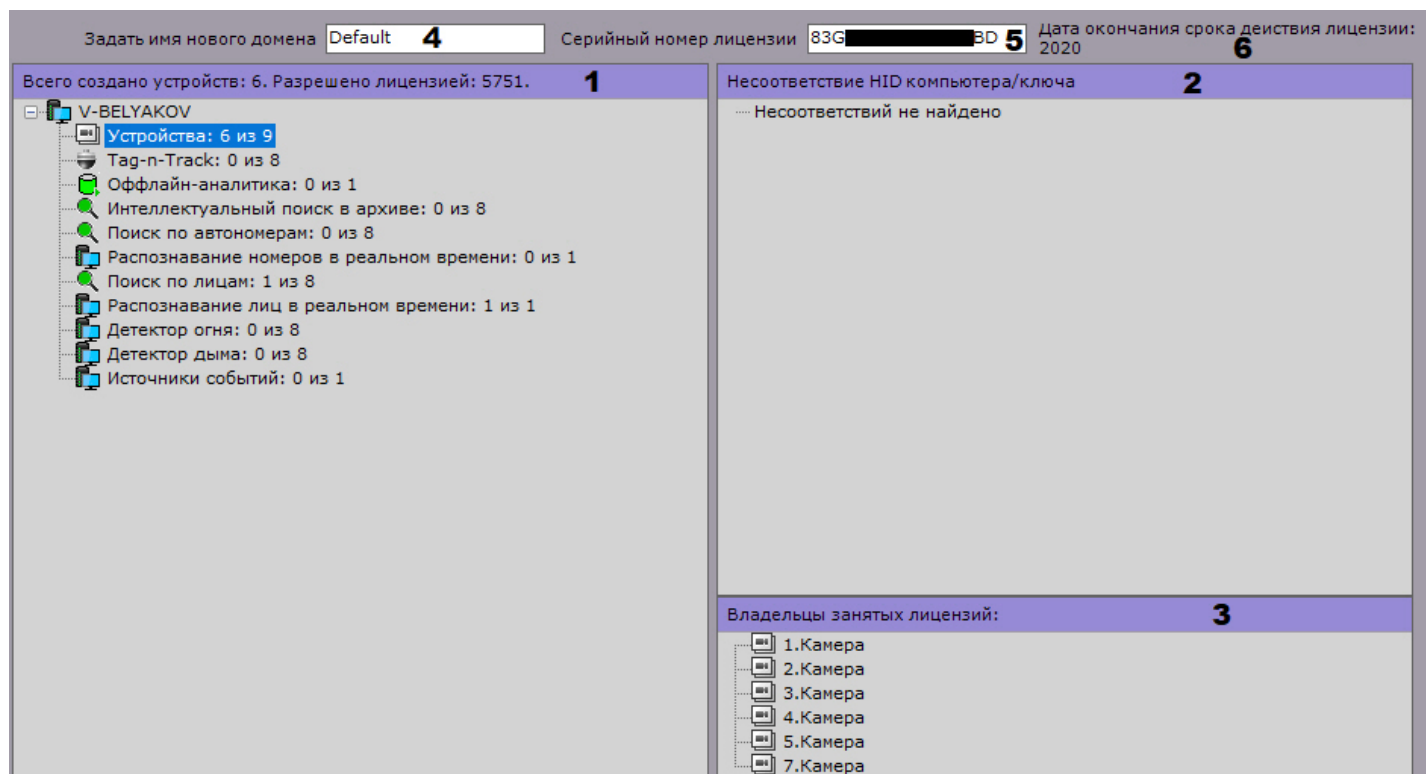 Задать имя нового домена Default 4 Серийный номер лицензии 83G BD 5 Дата окончания срока действия лицензии:
2020 6
Всего создано устройств: 6. Разрешено лицензией: 5751. 1
V-BELYAKOV
Устройства: 6 из 9
Tag-n-Track: 0 из 8
Оффлайн-аналитика: 0 из 1
Интеллектуальный поиск в архиве: 0 из 8
Поиск по автономерам: 0 из 8
Распознавание номеров в реальном времени: 0 из 1
Поиск по лицам: 1 из 8
Распознавание лиц в реальном времени: 1 из 1
Детектор огня: 0 из 8
Детектор дыма: 0 из 8
Источники событий: 0 из 1
Несоответствие HID компьютера/ключа 2
Несоответствий не найдено
Владельцы занятых лицензий: 3
1.Камера
2.Камера
3.Камера
4.Камера
5.Камера
7.Камера